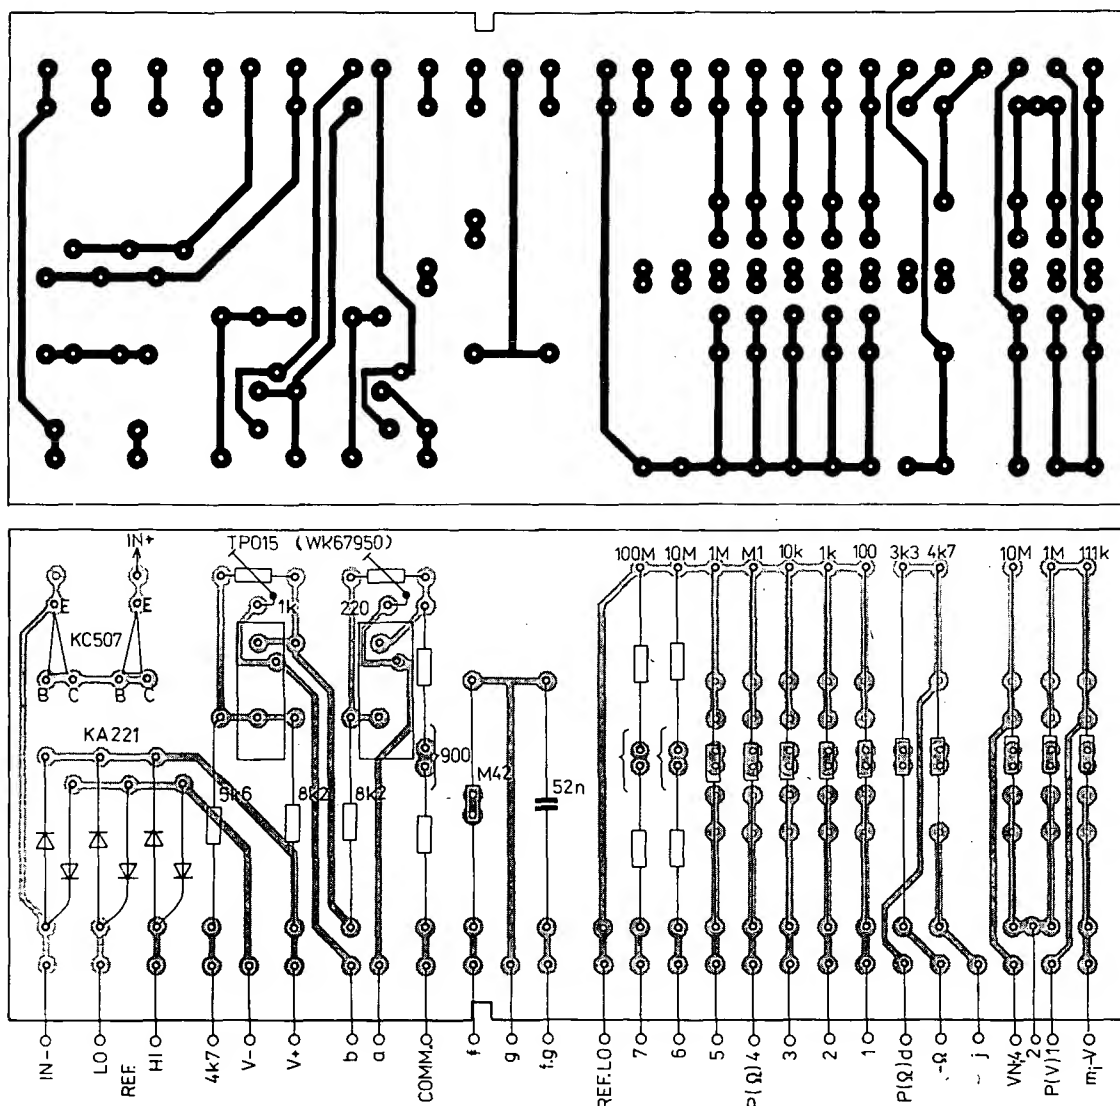 IN+
TP015 (WK67950)
100M 10M 1M M1 10k 1k 100 3k3 4k7 10M 1M 111k
E E 1k 220
KC507
B C B C
KA221
900
M42
52n
5k6 8k2 8k2
IN-
LO
REF.
HI
4k7
V-
V+
b
a
COMM.
f
g
f.g
REF. LO
7
6
5
P(Ω) 4
3
2
1
P(Ω) d
-Ω
j
VN;4
2
P(V) 1
mᵢ-V